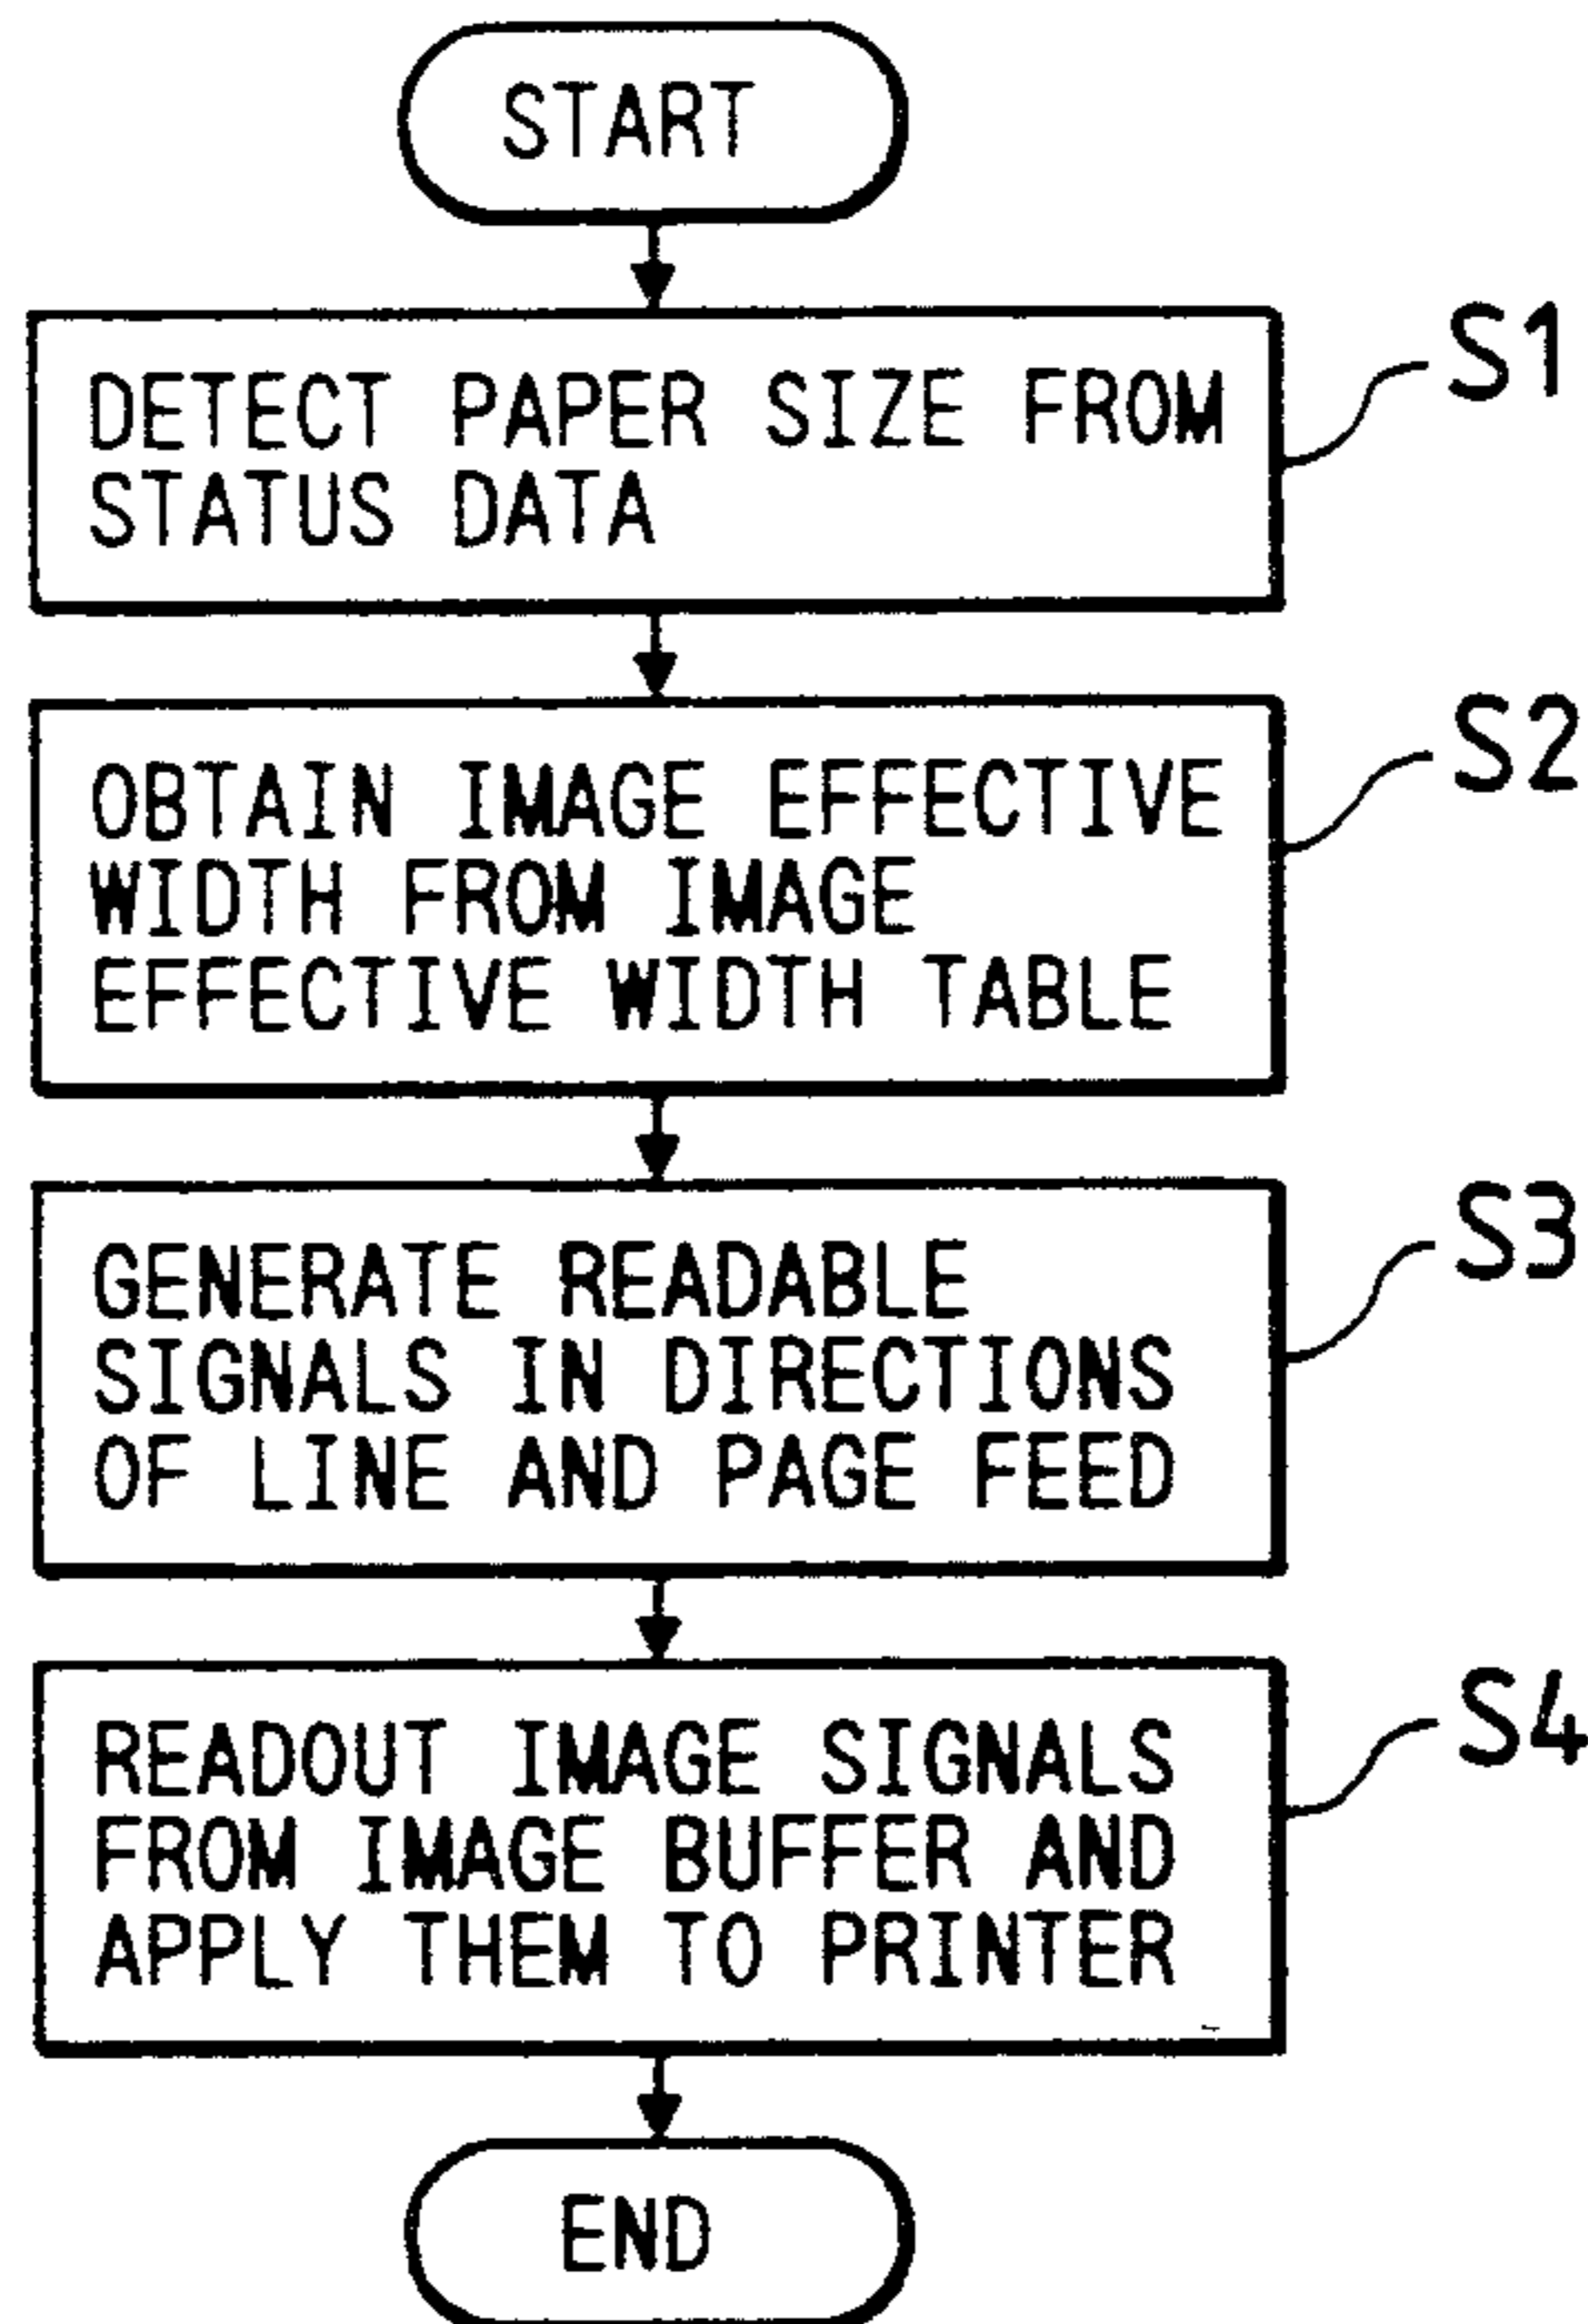 START
DETECT PAPER SIZE FROM
STATUS DATA
S1
OBTAIN IMAGE EFFECTIVE
WIDTH FROM IMAGE
EFFECTIVE WIDTH TABLE
S2
GENERATE READABLE
SIGNALS IN DIRECTIONS
OF LINE AND PAGE FEED
S3
READOUT IMAGE SIGNALS
FROM IMAGE BUFFER AND
APPLY THEM TO PRINTER
S4
END